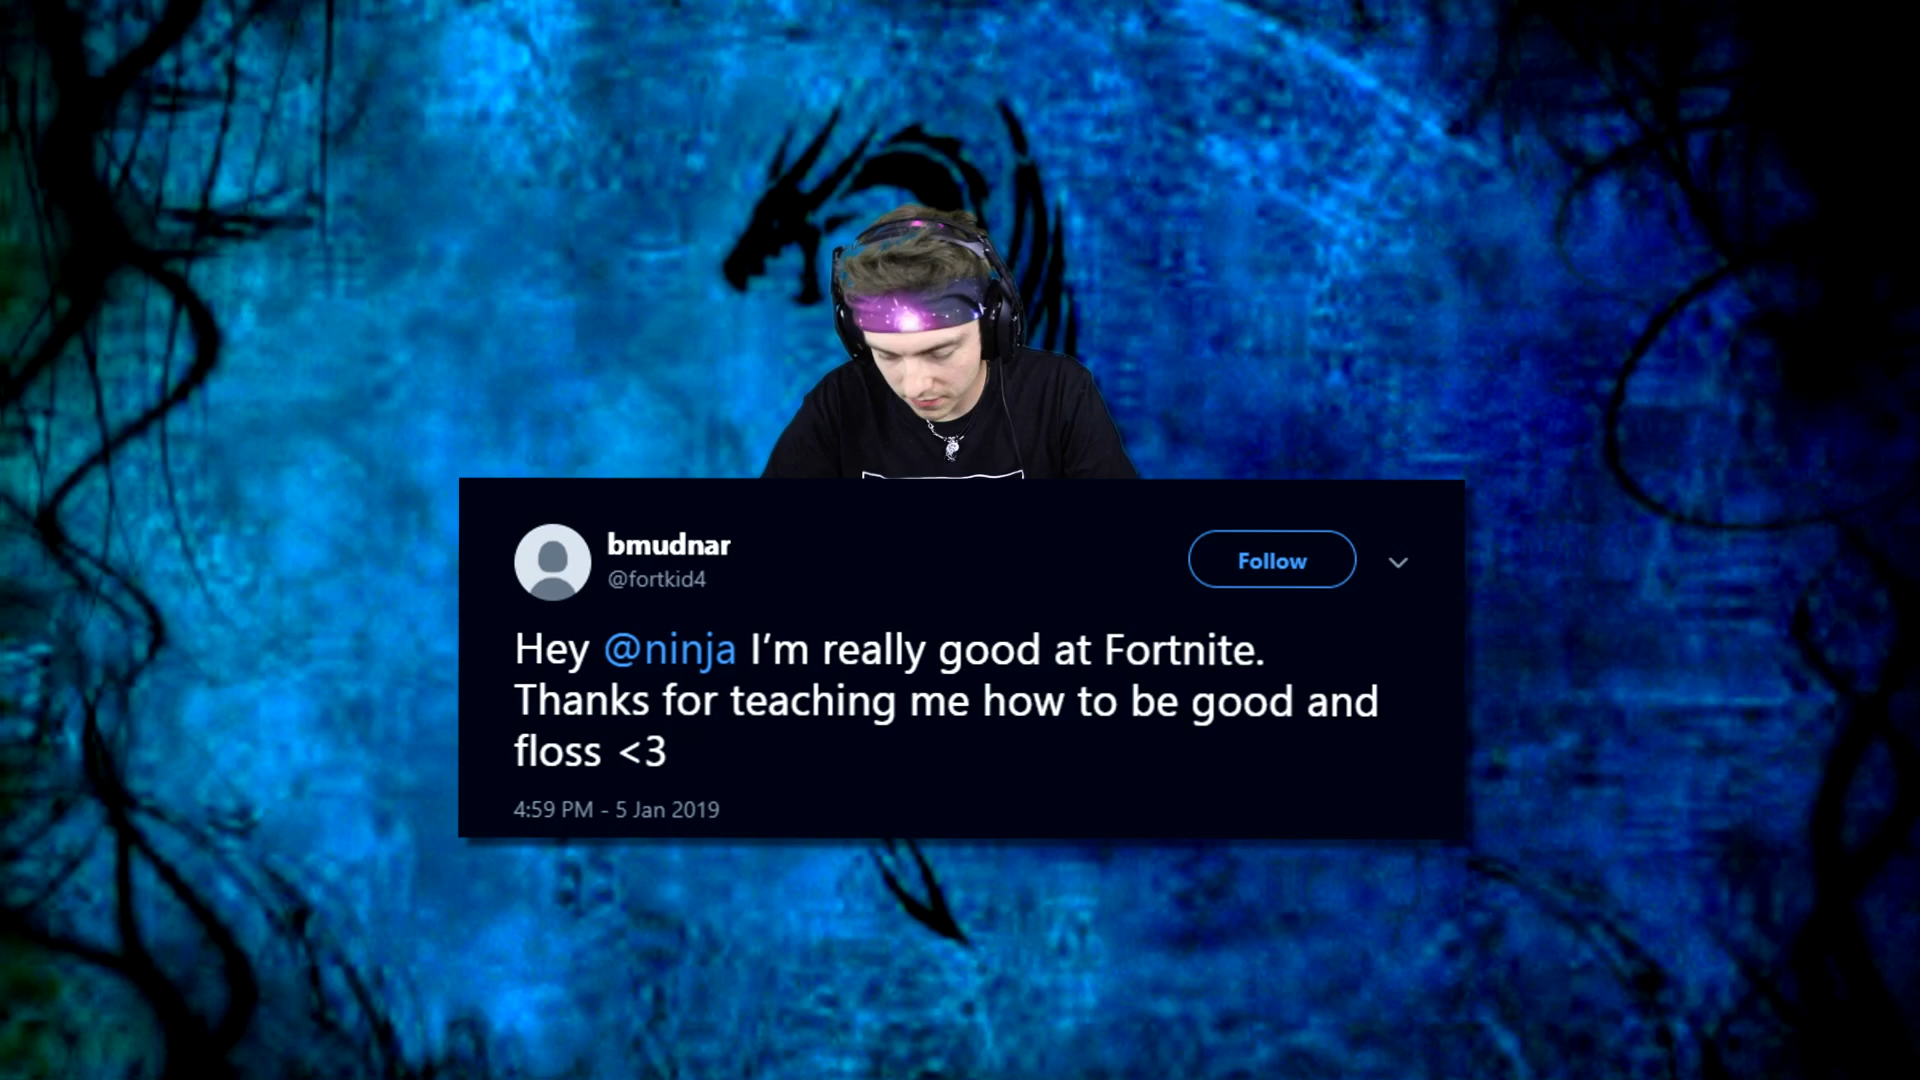 bmudnar
@fortkid4
Follow
Hey @ninja I’m really good at Fortnite.
Thanks for teaching me how to be good and
floss <3
4:59 PM - 5 Jan 2019